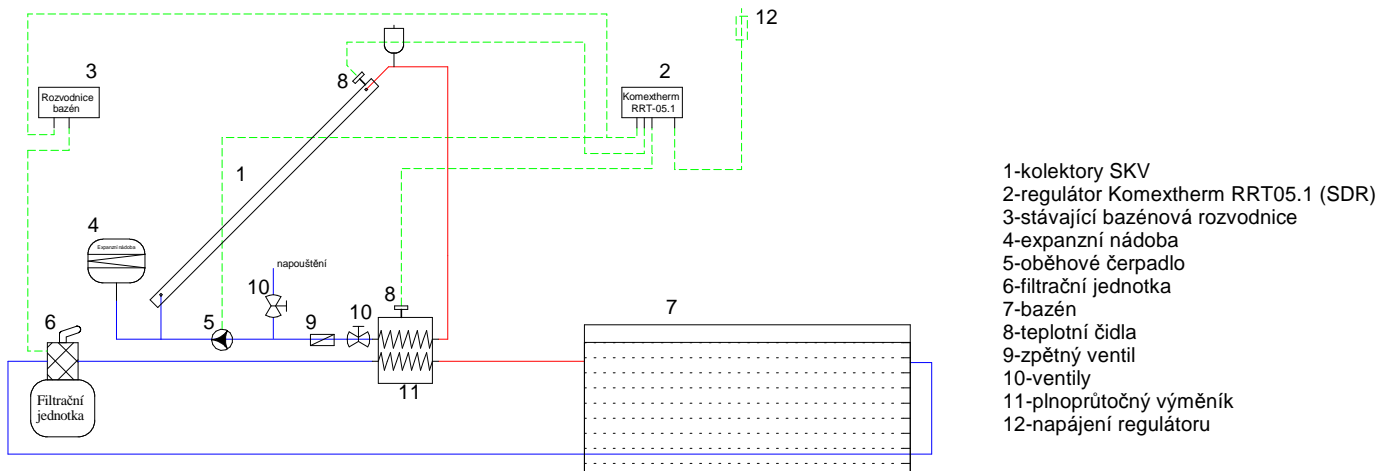 12
3
8
2
Rozvodnice
bazén
Komextherm
RRT-05.1
1
4
Expanzní nádoba
napouštění
10
8
7
6
5
9
10
11
Filtrační
jednotka
1-kolektory SKV
2-regulátor Komextherm RRT05.1 (SDR)
3-stávající bazénová rozvodnice
4-expanzní nádoba
5-oběhové čerpadlo
6-filtrační jednotka
7-bazén
8-teplotní čidla
9-zpětný ventil
10-ventily
11-plnoprůtočný výměník
12-napájení regulátoru